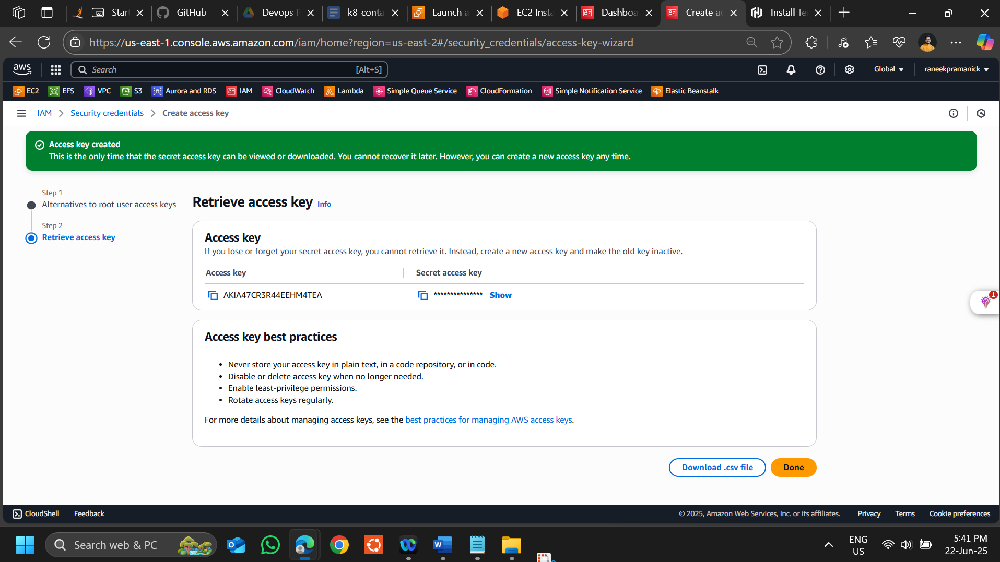 Star
GitHub -
Devops P
k8-conta
Launch a
EC2 Insta
Dashboa
Create ac
Install Te
https://us-east-1.console.aws.amazon.com/iam/home?region=us-east-2#/security_credentials/access-key-wizard
aws
Search
[Alt+S]
Global
raneekpramanick
EC2
EFS
VPC
S3
Aurora and RDS
IAM
CloudWatch
Lambda
Simple Queue Service
CloudFormation
Simple Notification Service
Elastic Beanstalk
IAM
Security credentials
Create access key
Access key created
This is the only time that the secret access key can be viewed or downloaded. You cannot recover it later. However, you can create a new access key any time.
Step 1
Alternatives to root user access keys
Step 2
Retrieve access key
Retrieve access key Info
Access key
If you lose or forget your secret access key, you cannot retrieve it. Instead, create a new access key and make the old key inactive.
Access key
Secret access key
AKIA47CR3R44EEHM4TEA
*************** Show
1
Access key best practices
• Never store your access key in plain text, in a code repository, or in code.
• Disable or delete access key when no longer needed.
• Enable least-privilege permissions.
• Rotate access keys regularly.
For more details about managing access keys, see the best practices for managing AWS access keys.
Download .csv file
Done
CloudShell
Feedback
© 2025, Amazon Web Services, Inc. or its affiliates.
Privacy
Terms
Cookie preferences
Search web & PC
ENG
US
5:41 PM
22-Jun-25